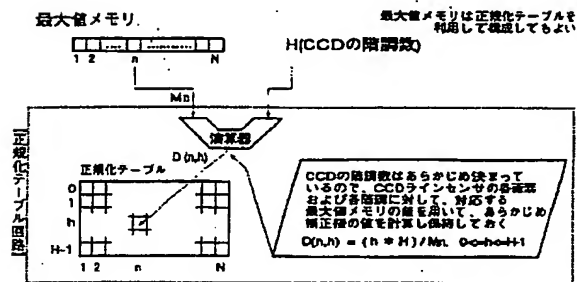 最大値メモリ
最大値メモリは正規化テーブルを
利用して構成してもよい
1 2 n N
H(CCDの階調数)
Mn
演算器
D(n,h)
[正規化テーブル回路]
正規化テーブル
0
1
h
H-1
1 2 n N
CCDの階調数はあらかじめ決まって
いるので、CCDラインセンサの各画素
および各階調に対して、対応する
最大値メモリの値を用いて、あらかじめ
補正後の値を計算し保持しておく
D(n,h) = (h * H) / Mn, 0<=h<=H-1